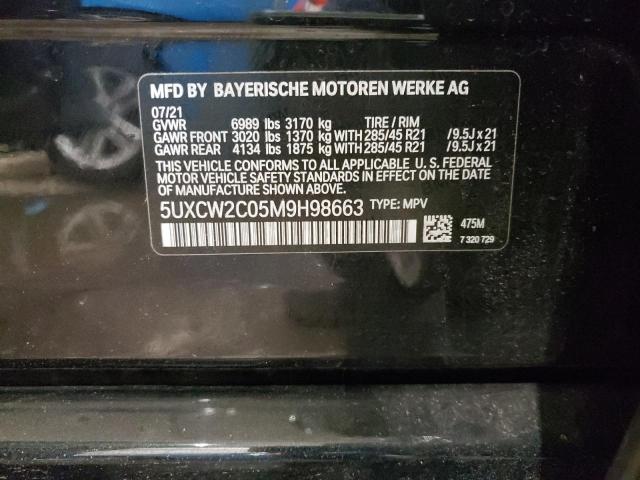 MFD BY BAYERISCHE MOTOREN WERKE AG
07/21
GVWR 6989 lbs 3170 kg TIRE / RIM
GAWR FRONT 3020 lbs 1370 kg WITH 285/45 R21 /9.5J x 21
GAWR REAR 4134 lbs 1875 kg WITH 285/45 R21 /9.5J x 21
THIS VEHICLE CONFORMS TO ALL APPLICABLE U. S. FEDERAL
MOTOR VEHICLE SAFETY STANDARDS IN EFFECT ON THE
DATE OF MANUFACTURE SHOWN ABOVE.
5UXCW2C05M9H98663 TYPE: MPV
475M
7 320 729